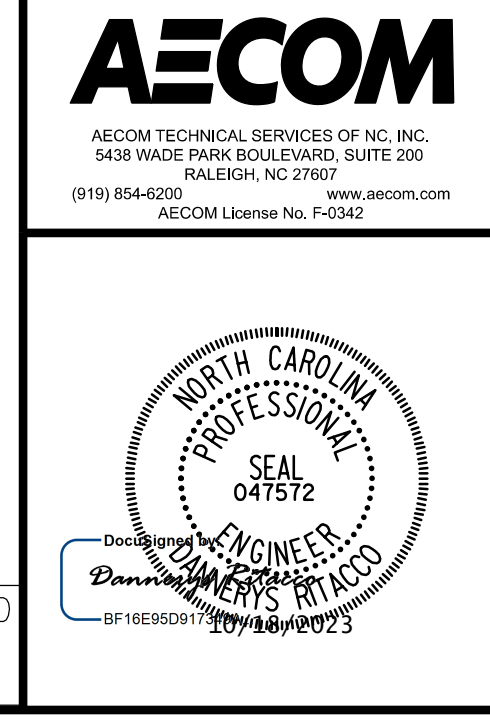 AECOM
AECOM TECHNICAL SERVICES OF NC, INC.
5438 WADE PARK BOULEVARD, SUITE 200
RALEIGH, NC 27607
(919) 854-6200 www.aecom.com
AECOM License No. F-0342
NORTH CAROLINA
PROFESSIONAL
SEAL
047572
ENGINEER
DANNERYS RITACCO
DocuSigned by:
Dannerys Ritacco
10/18/2023